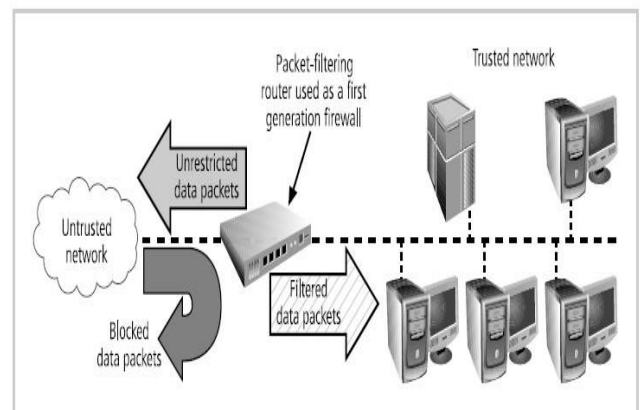 Packet-filtering
router used as a first
generation firewall
Trusted network
Unrestricted
data packets
Untrusted
network
Filtered
data packets
Blocked
data packets